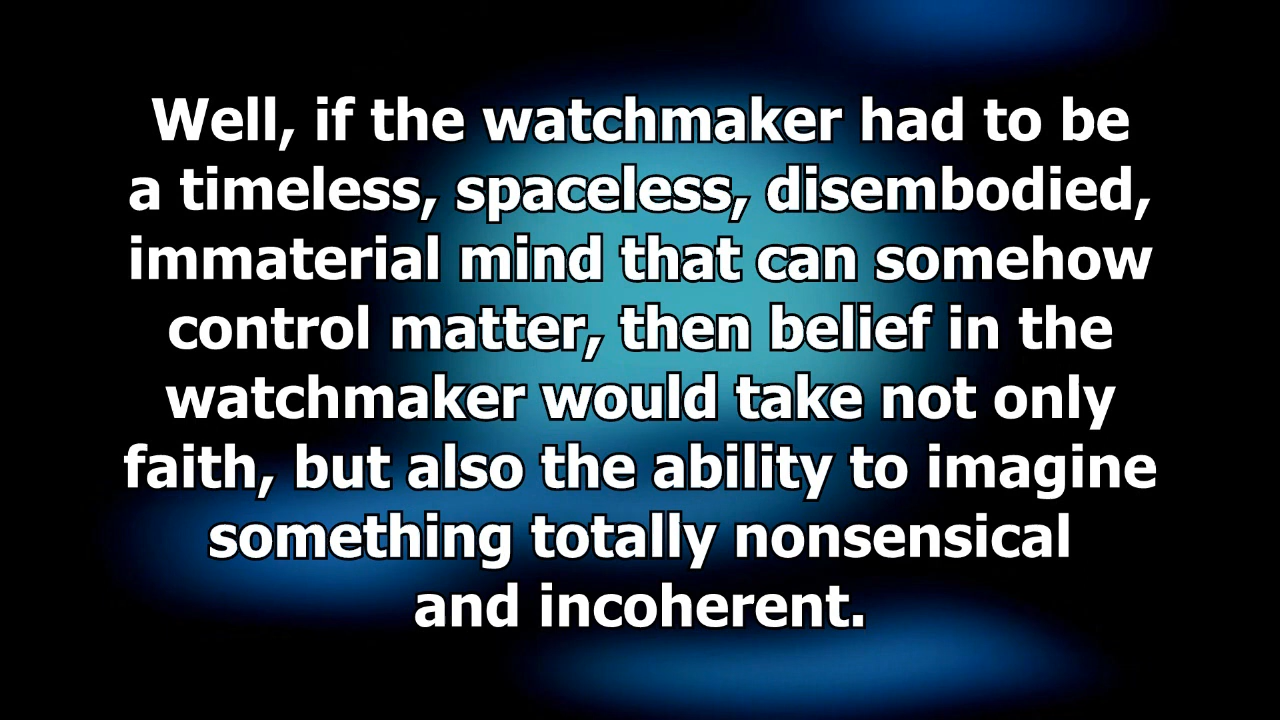 Well, if the watchmaker had to be
a timeless, spaceless, disembodied,
immaterial mind that can somehow
control matter, then belief in the
watchmaker would take not only
faith, but also the ability to imagine
something totally nonsensical
and incoherent.